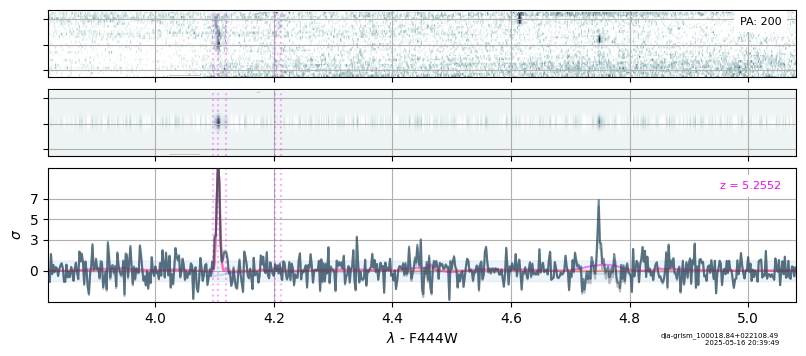 PA: 200
z = 5.2552
7
5
3
0
σ
4.0 4.2 4.4 4.6 4.8 5.0
λ - F444W
dja-grism_100018.84+022108.49
2025-05-16 20:39:49